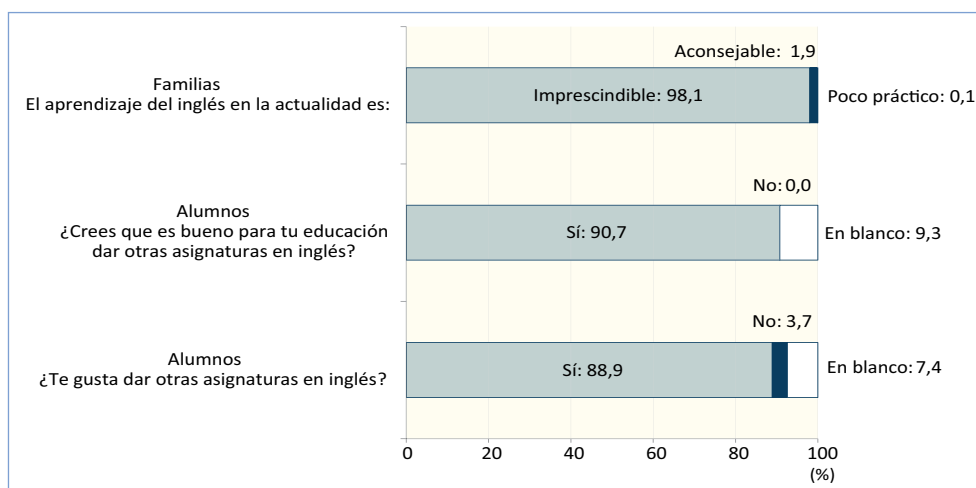 Aconsejable: 1,9
Familias
El aprendizaje del inglés en la actualidad es:
Imprescindible: 98,1
Poco práctico: 0,1
No: 0,0
Alumnos
¿Crees que es bueno para tu educación
dar otras asignaturas en inglés?
Sí: 90,7
En blanco: 9,3
No: 3,7
Alumnos
¿Te gusta dar otras asignaturas en inglés?
Sí: 88,9
En blanco: 7,4
0 20 40 60 80 100
(%)